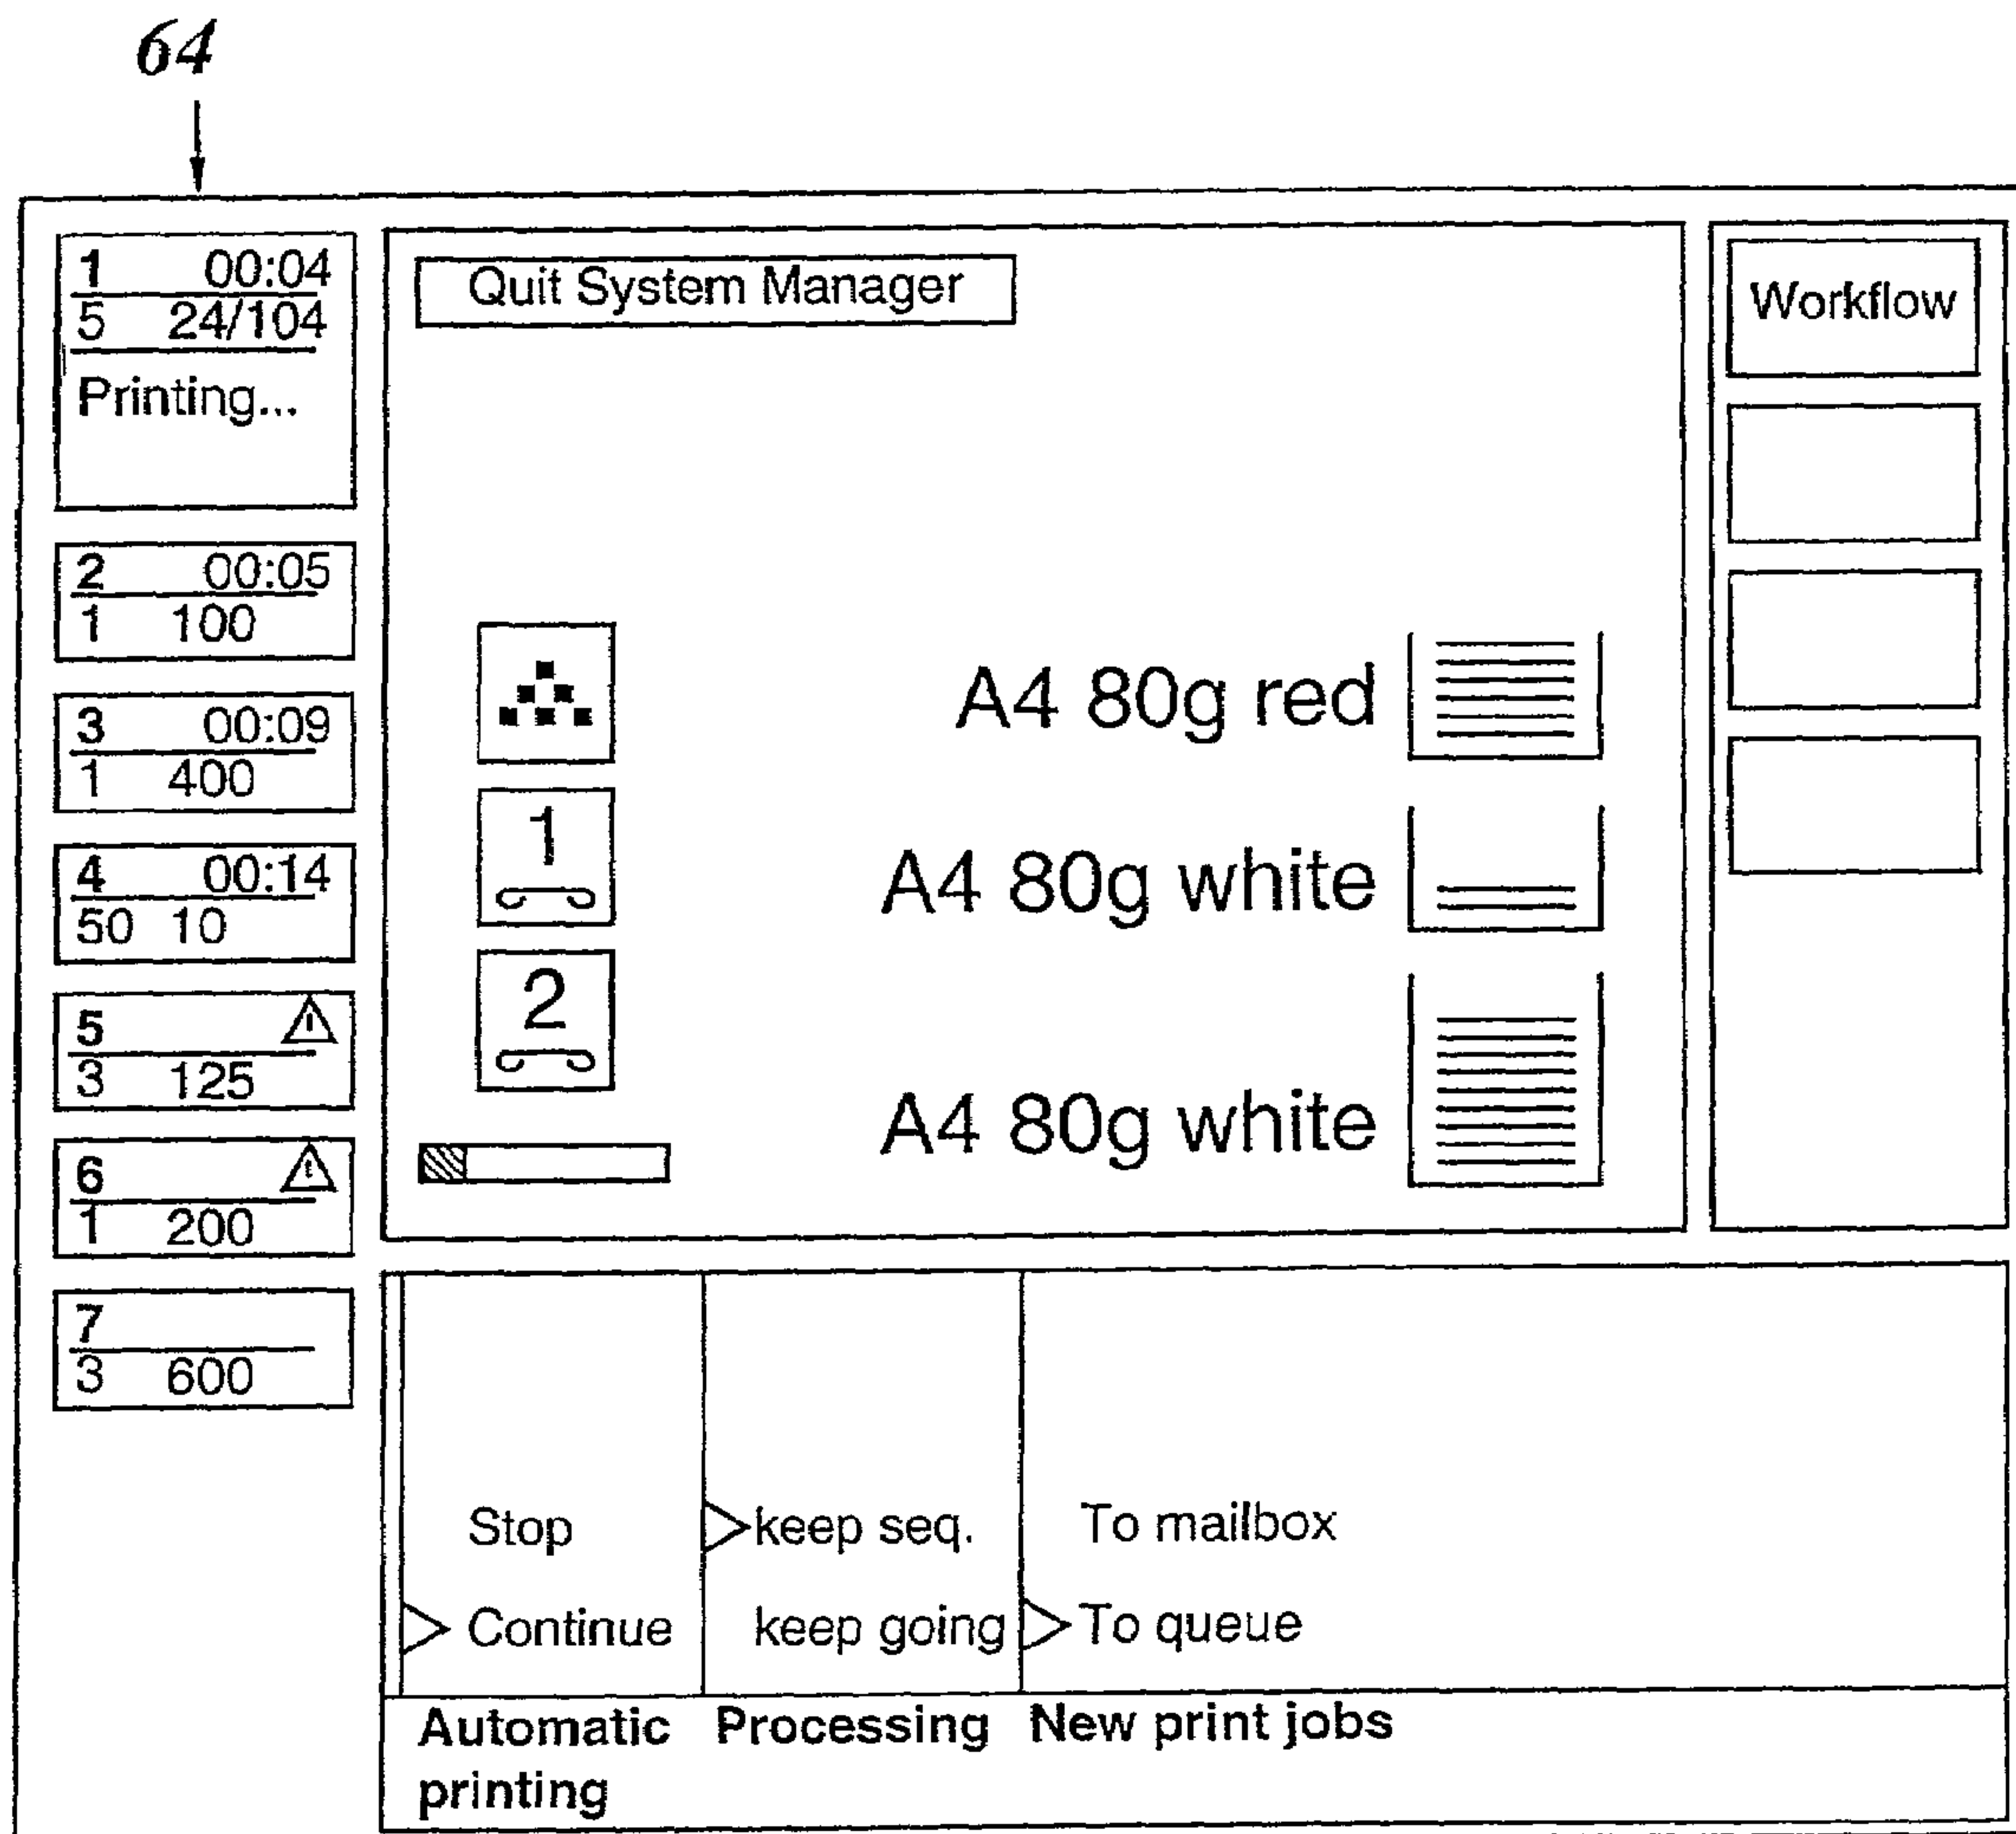 64
1 00:04
5 24/104
Printing...
2 00:05
1 100
3 00:09
1 400
4 00:14
50 10
5
3 125
6
1 200
7
3 600
Quit System Manager
1
2
A4 80g red
A4 80g white
A4 80g white
Workflow
Stop
Continue
Automatic
printing
keep seq.
keep going
Processing
To mailbox
To queue
New print jobs